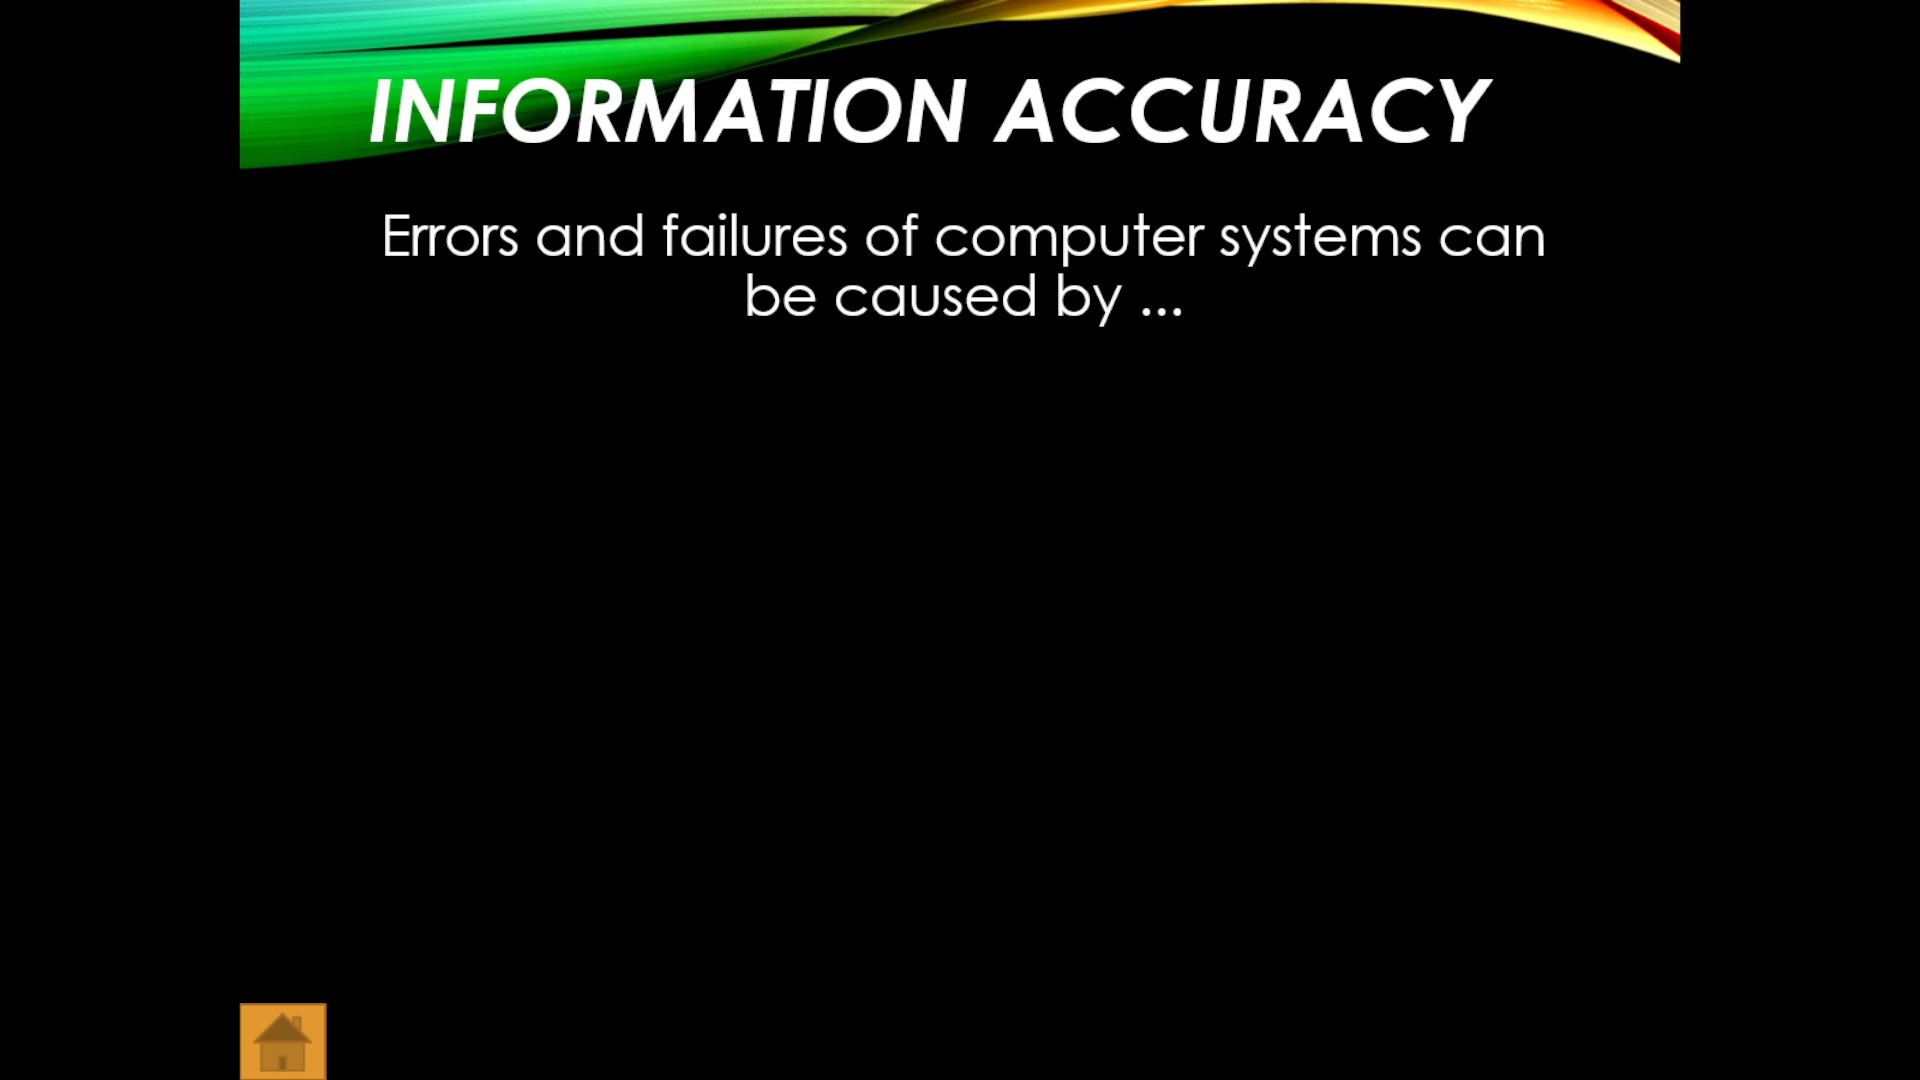 INFORMATION ACCURACY
Errors and failures of computer systems can
be caused by ...